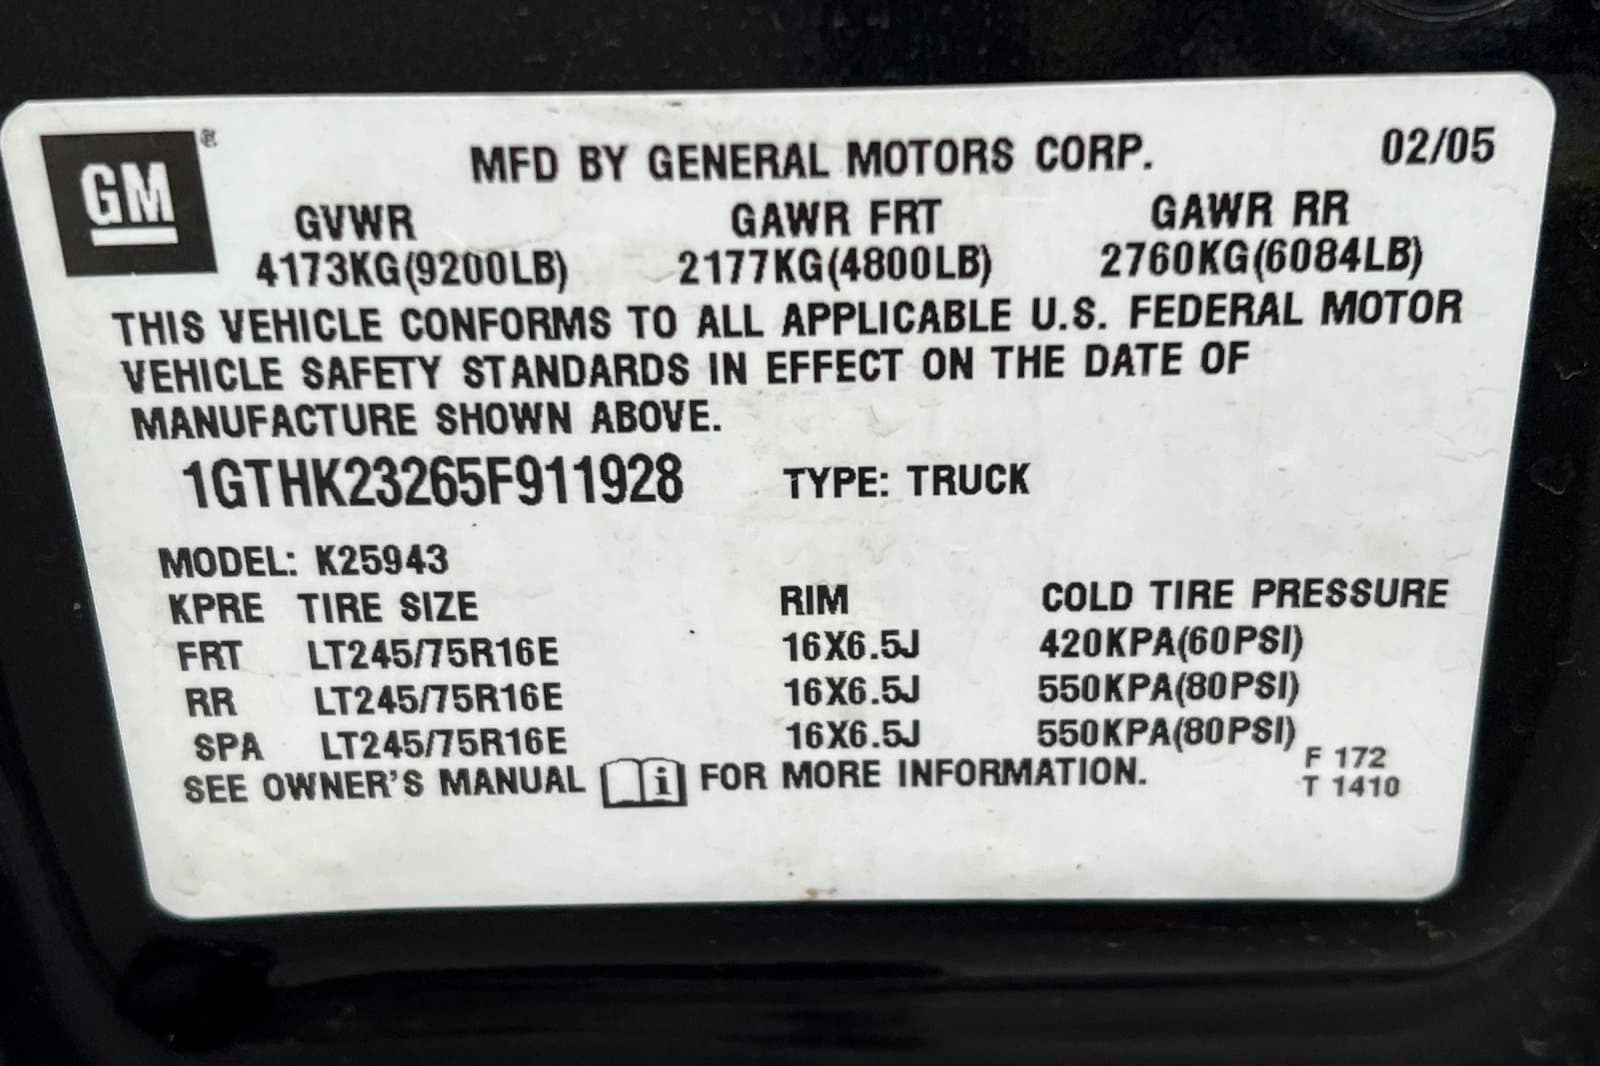 GM ®
MFD BY GENERAL MOTORS CORP. 02/05
GVWR GAWR FRT GAWR RR
4173KG(9200LB) 2177KG(4800LB) 2760KG(6084LB)
THIS VEHICLE CONFORMS TO ALL APPLICABLE U.S. FEDERAL MOTOR
VEHICLE SAFETY STANDARDS IN EFFECT ON THE DATE OF
MANUFACTURE SHOWN ABOVE.
1GTHK23265F911928 TYPE: TRUCK
MODEL: K25943
KPRE TIRE SIZE RIM COLD TIRE PRESSURE
FRT LT245/75R16E 16X6.5J 420KPA(60PSI)
RR LT245/75R16E 16X6.5J 550KPA(80PSI)
SPA LT245/75R16E 16X6.5J 550KPA(80PSI)
SEE OWNER'S MANUAL i FOR MORE INFORMATION.
F 172
T 1410